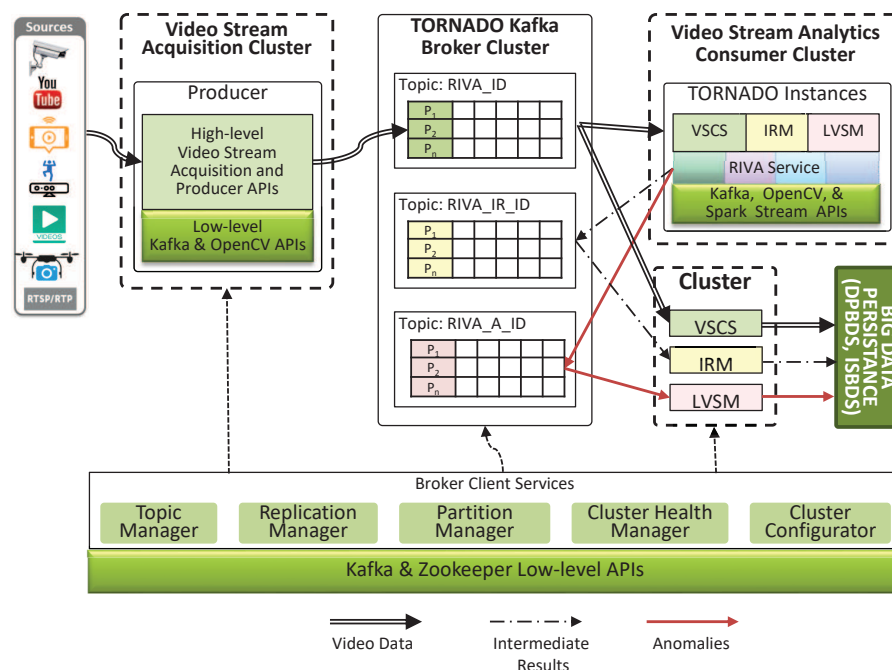 Sources
You
Tube
VIDEOS
RTSP/RTP
Video Stream
Acquisition Cluster
Producer
High-level
Video Stream
Acquisition and
Producer APIs
Low-level
Kafka & OpenCV APIs
TORNADO Kafka
Broker Cluster
Topic: RIVA_ID
P1
P2
Pn
Topic: RIVA_IR_ID
P1
P2
Pn
Topic: RIVA_A_ID
P1
P2
Pn
Video Stream Analytics
Consumer Cluster
TORNADO Instances
VSCS
IRM
LVSM
RIVA Service
Kafka, OpenCV, &
Spark Stream APIs
Cluster
VSCS
IRM
LVSM
BIG DATA
PERSISTANCE
(DPBDS, ISBDS)
Broker Client Services
Topic
Manager
Replication
Manager
Partition
Manager
Cluster Health
Manager
Cluster
Configurator
Kafka & Zookeeper Low-level APIs
Video Data
Intermediate
Results
Anomalies